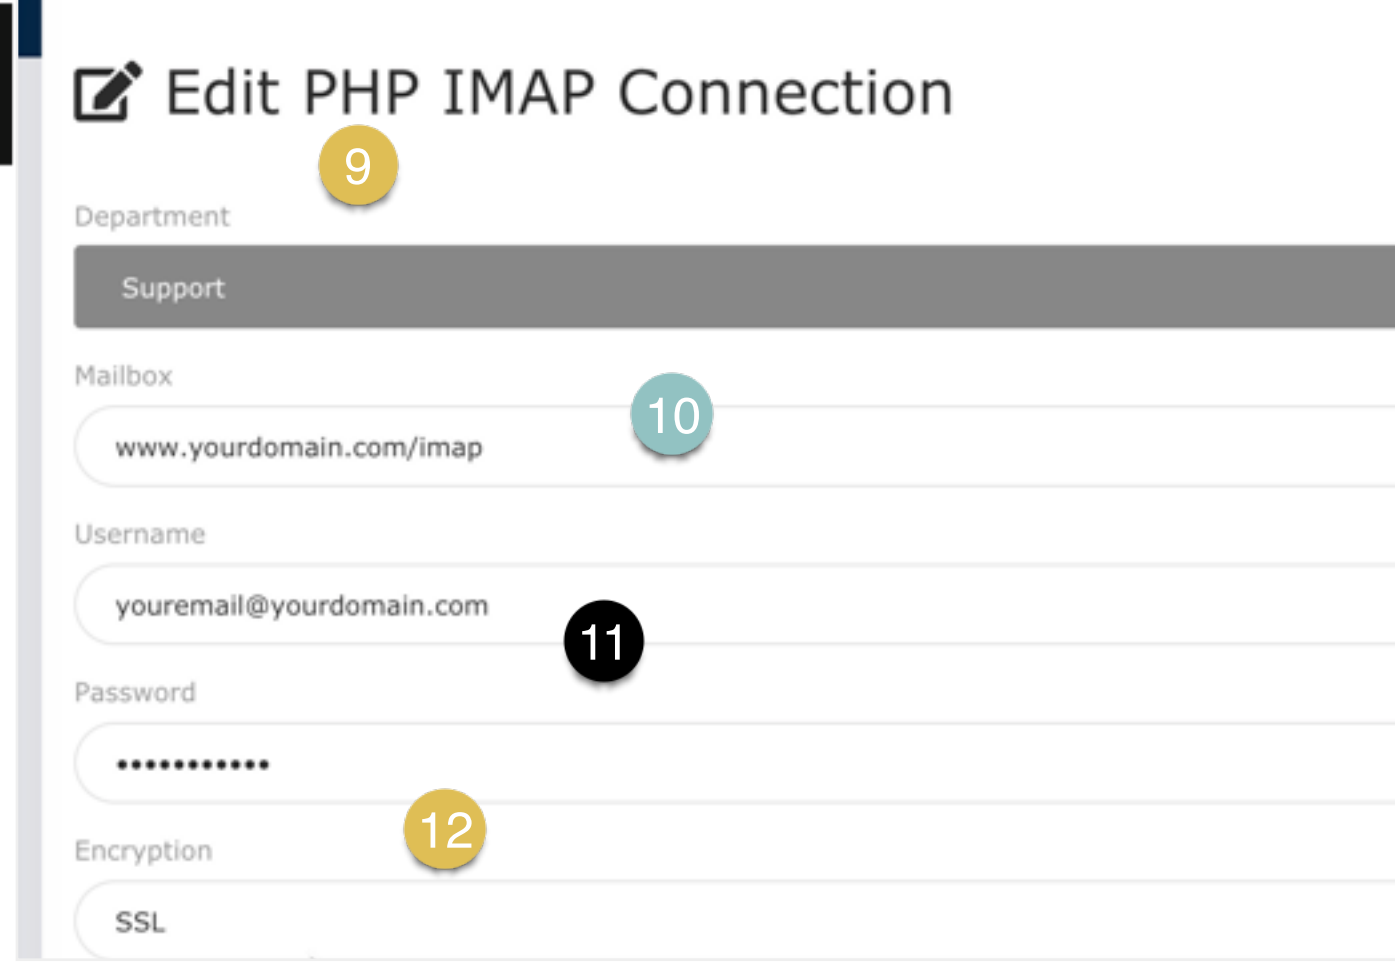 Edit PHP IMAP Connection
9
Department
Support
Mailbox
10
www.yourdomain.com/imap
Username
youremail@yourdomain.com
11
Password
•••••••••••
12
Encryption
SSL